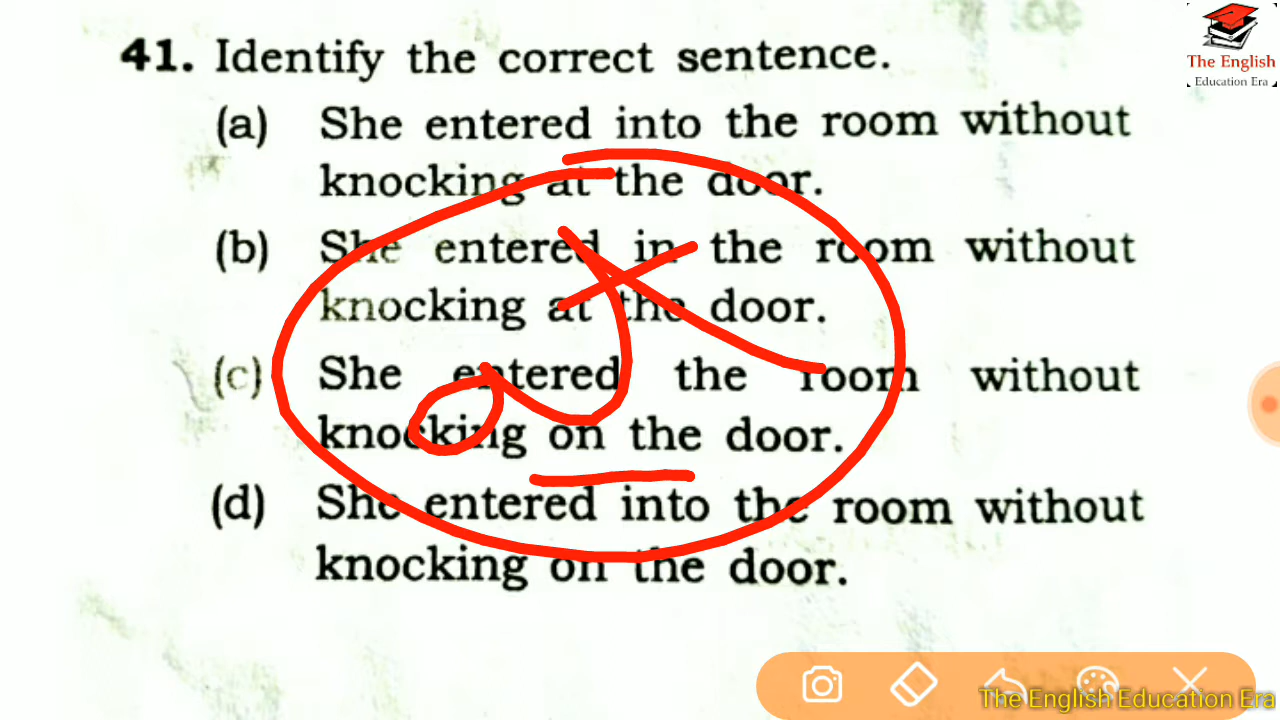 The English
Education Era
41. Identify the correct sentence.
(a) She entered into the room without
knocking at the door.
(b) She entered in the room without
knocking at the door.
(c) She entered the room without
knocking on the door.
(d) She entered into the room without
knocking on the door.
The English Education Era